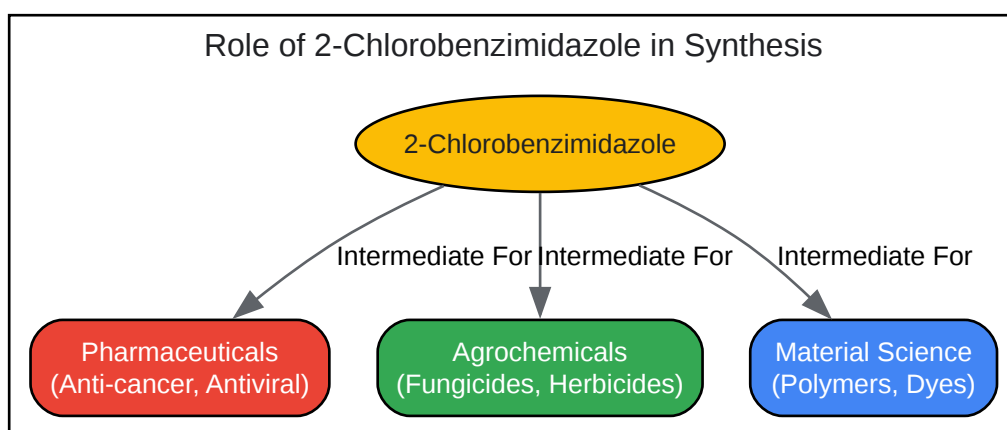 Role of 2-Chlorobenzimidazole in Synthesis
2-Chlorobenzimidazole
Intermediate For Intermediate For Intermediate For
Pharmaceuticals
(Anti-cancer, Antiviral)
Agrochemicals
(Fungicides, Herbicides)
Material Science
(Polymers, Dyes)